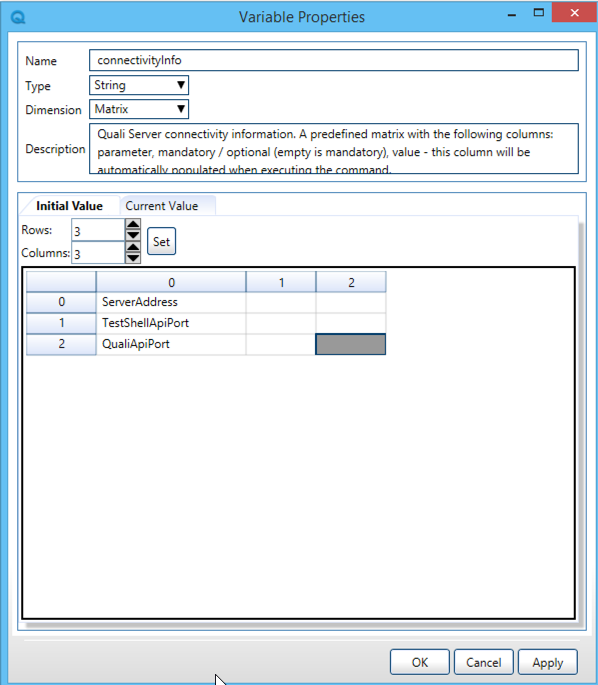 Variable Properties
Name connectivityInfo
Type String
Dimension Matrix
Description Quali Server connectivity information. A predefined matrix with the following columns:
parameter, mandatory / optional (empty is mandatory), value - this column will be
automatically populated when executing the command.
Initial Value Current Value
Rows: 3
Columns: 3
Set
0 1 2
0 ServerAddress
1 TestShellApiPort
2 QualiApiPort
OK Cancel Apply